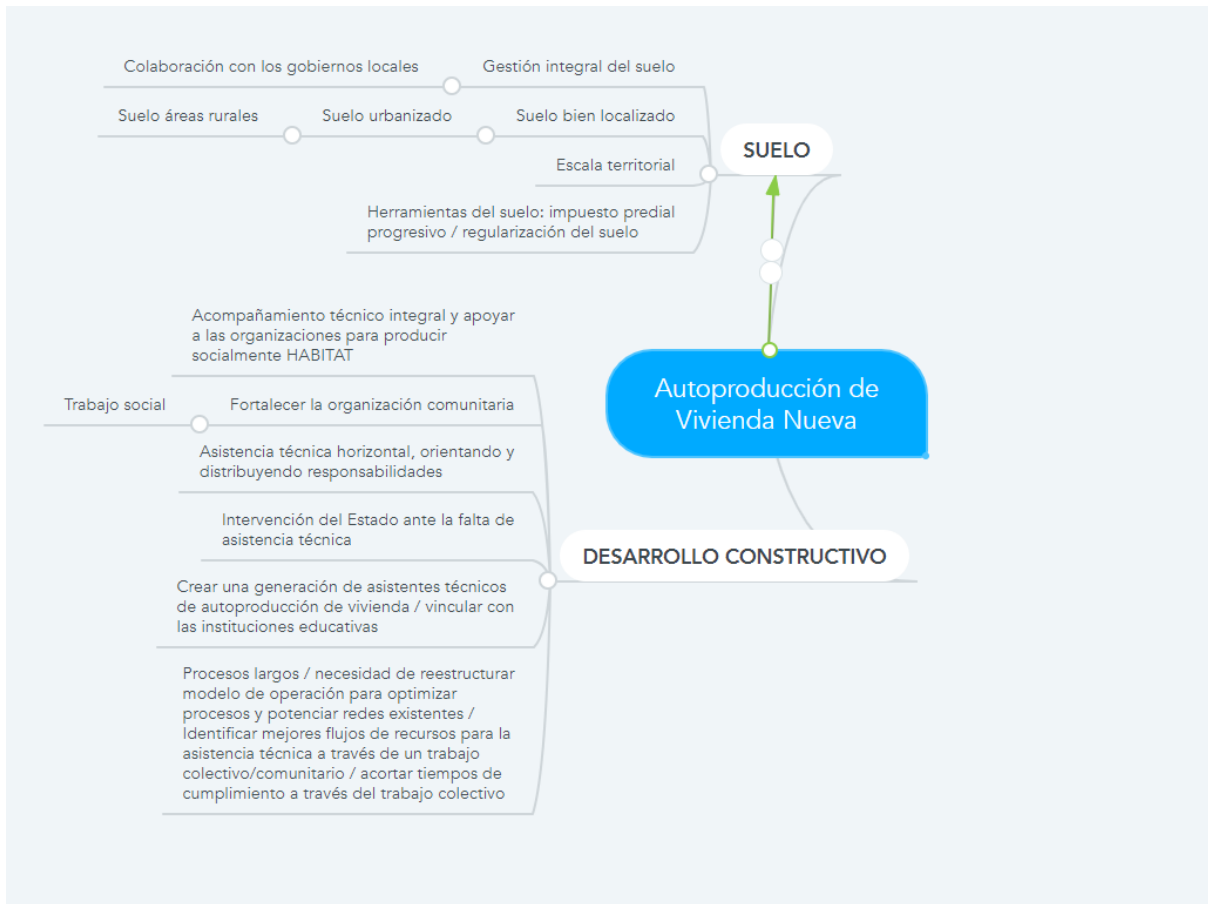 Colaboración con los gobiernos locales
Gestión integral del suelo
Suelo áreas rurales
Suelo urbanizado
Suelo bien localizado
SUELO
Escala territorial
Herramientas del suelo: impuesto predial
progresivo / regularización del suelo
Acompañamiento técnico integral y apoyar
a las organizaciones para producir
socialmente HABITAT
Autoproducción de
Vivienda Nueva
Trabajo social
Fortalecer la organización comunitaria
Asistencia técnica horizontal, orientando y
distribuyendo responsabilidades
Intervención del Estado ante la falta de
asistencia técnica
DESARROLLO CONSTRUCTIVO
Crear una generación de asistentes técnicos
de autoproducción de vivienda / vincular con
las instituciones educativas
Procesos largos / necesidad de reestructurar
modelo de operación para optimizar
procesos y potenciar redes existentes /
Identificar mejores flujos de recursos para la
asistencia técnica a través de un trabajo
colectivo/comunitario / acortar tiempos de
cumplimiento a través del trabajo colectivo